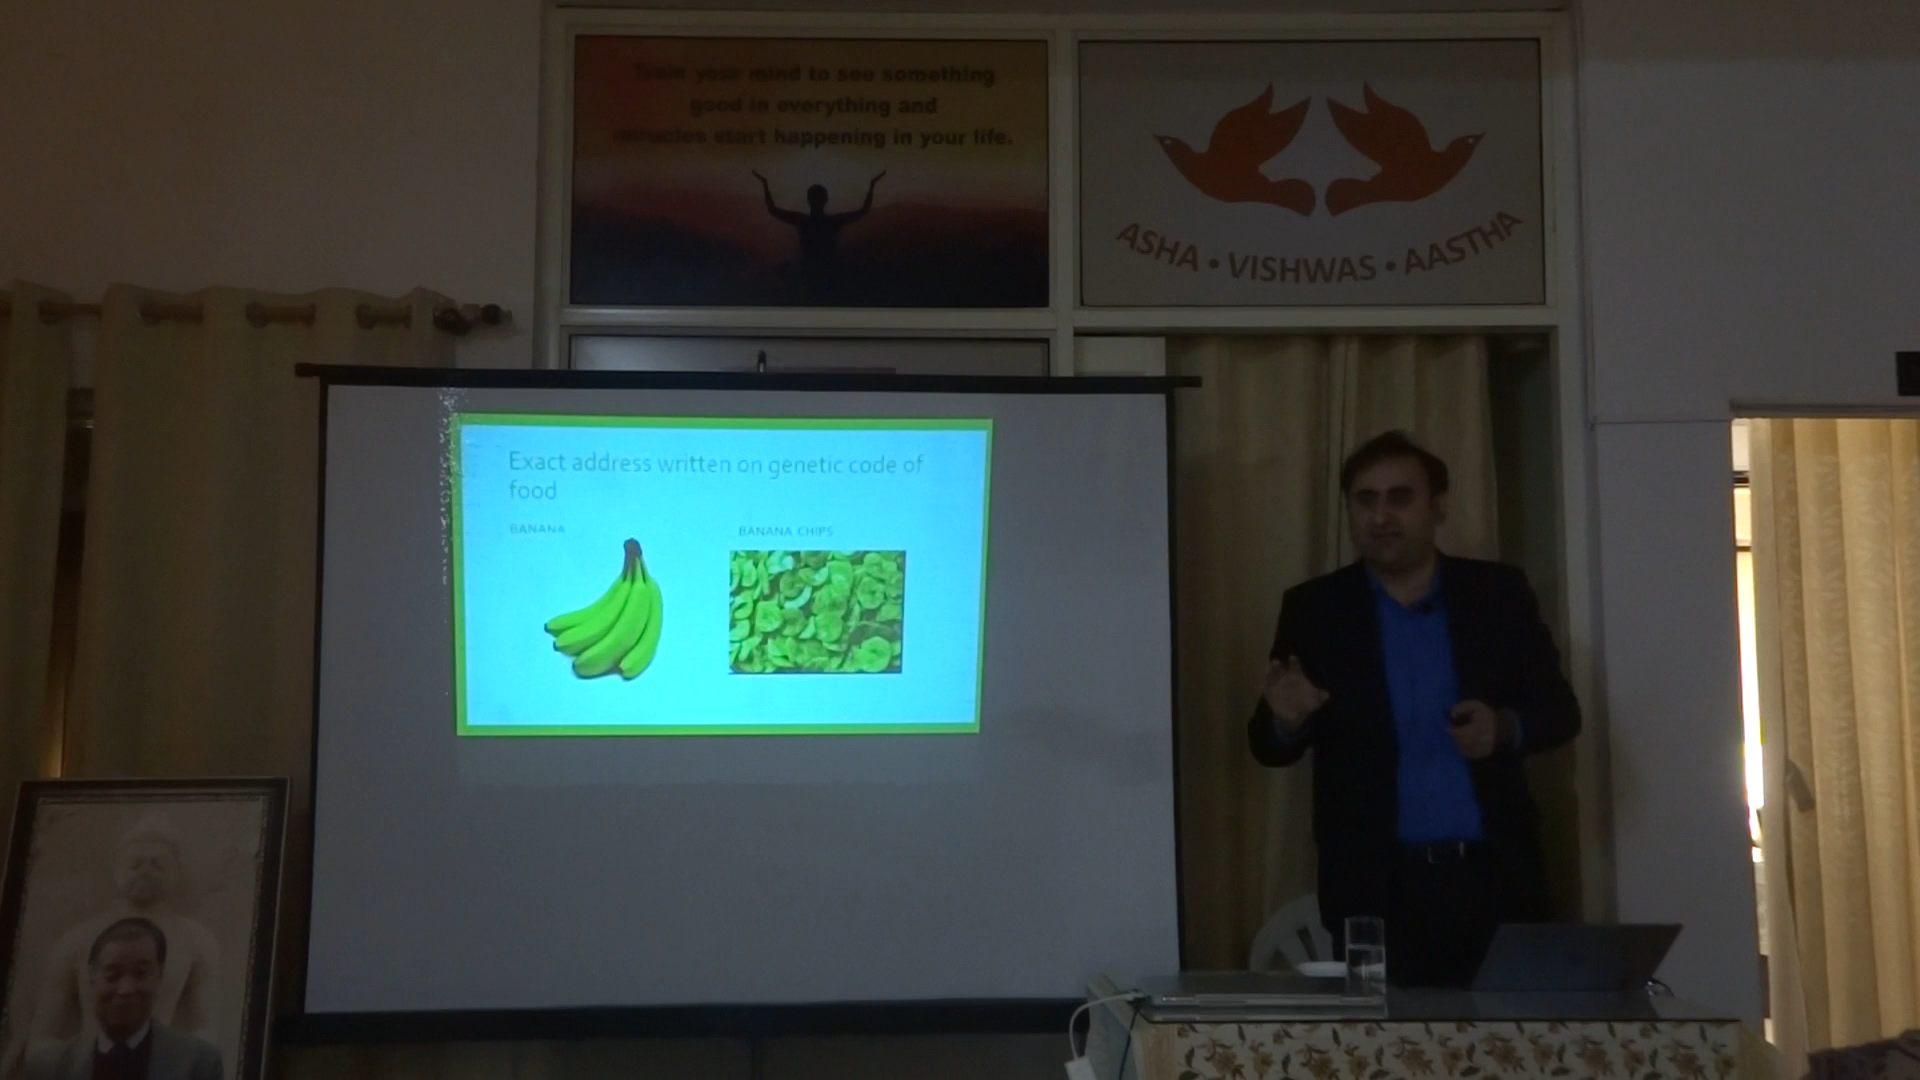 Train your mind to see something
good in everything and
miracles start happening in your life.
ASHA • VISHWAS • AASTHA
Exact address written on genetic code of
food
BANANA
BANANA CHIPS